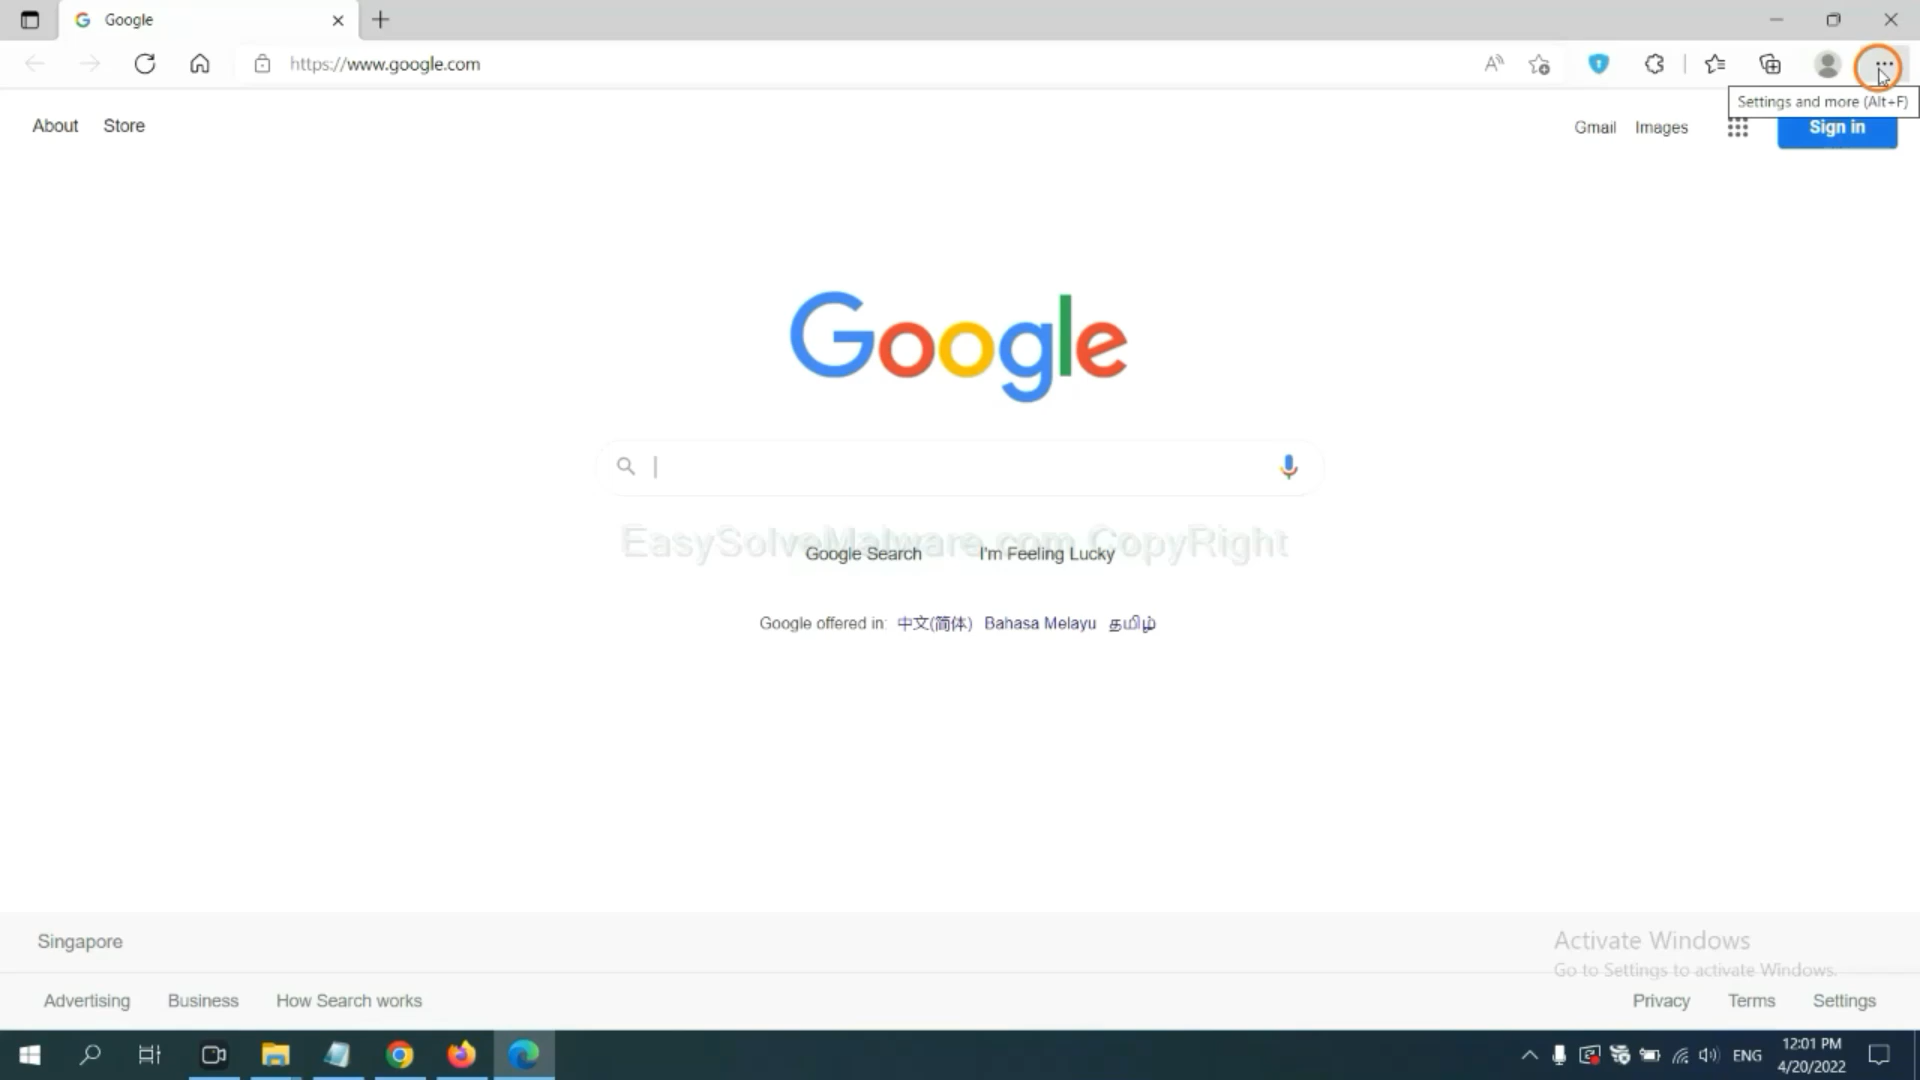 Google
https://www.google.com
Settings and more (Alt+F)
About Store
Gmail Images
Sign in
Google
EasySolveMalware.com CopyRight
Google Search I'm Feeling Lucky
Google offered in: 中文(简体) Bahasa Melayu தமிழ்
Singapore
Activate Windows
Go to Settings to activate Windows.
Advertising Business How Search works
Privacy Terms Settings
ENG
12:01 PM
4/20/2022